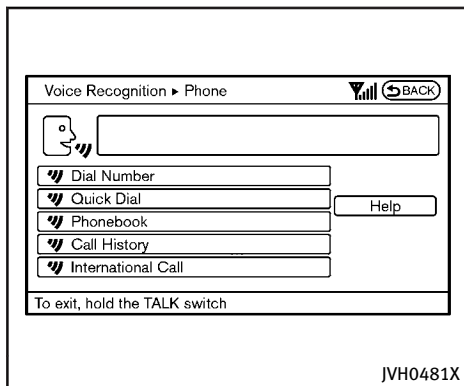 Voice Recognition ▸ Phone BACK
Dial Number
Quick Dial
Help
Phonebook
Call History
International Call
To exit, hold the TALK switch
JVH0481X